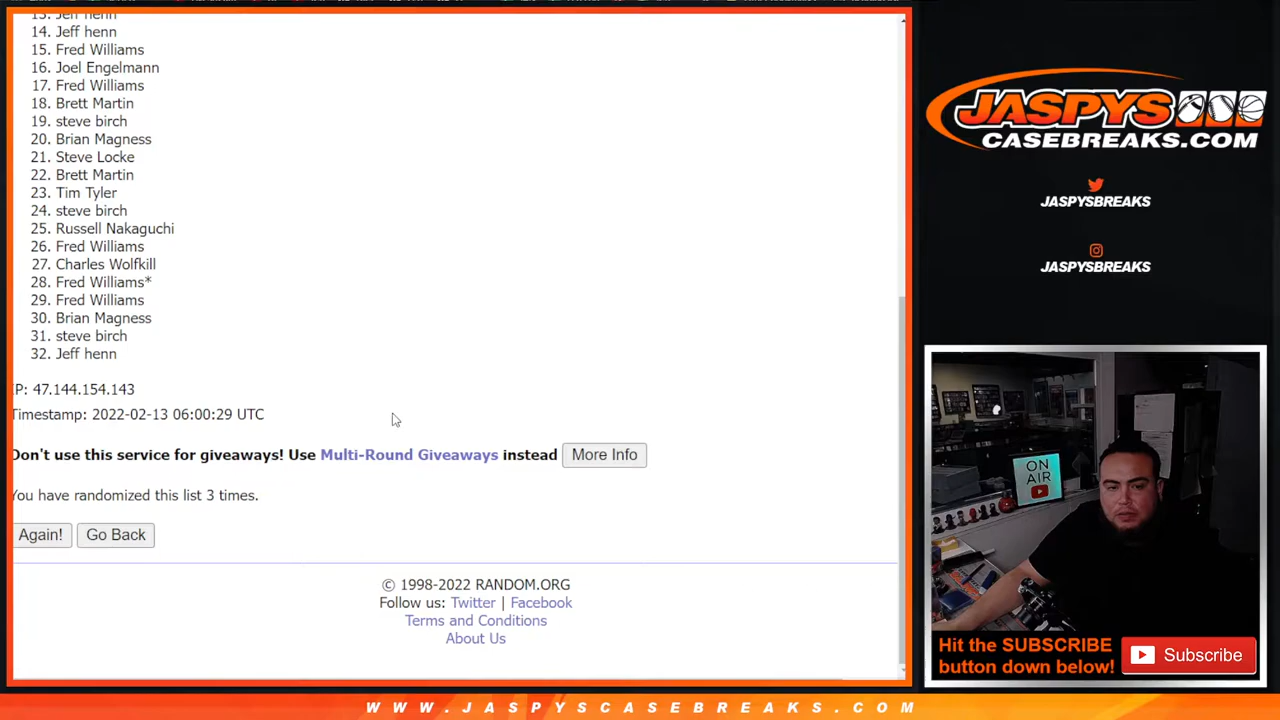 13. Jeff henn
14. Jeff henn
15. Fred Williams
16. Joel Engelmann
17. Fred Williams
18. Brett Martin
19. steve birch
20. Brian Magness
21. Steve Locke
22. Brett Martin
23. Tim Tyler
24. steve birch
25. Russell Nakaguchi
26. Fred Williams
27. Charles Wolfkill
28. Fred Williams*
29. Fred Williams
30. Brian Magness
31. steve birch
32. Jeff henn
IP: 47.144.154.143
Timestamp: 2022-02-13 06:00:29 UTC
Don't use this service for giveaways! Use Multi-Round Giveaways instead More Info
You have randomized this list 3 times.
Again! Go Back
© 1998-2022 RANDOM.ORG
Follow us: Twitter | Facebook
Terms and Conditions
About Us
JASPYS
CASEBREAKS.COM
JASPYSBREAKS
JASPYSBREAKS
ON
AIR
Hit the SUBSCRIBE
button down below!
Subscribe
WWW.JASPYSCASEBREAKS.COM